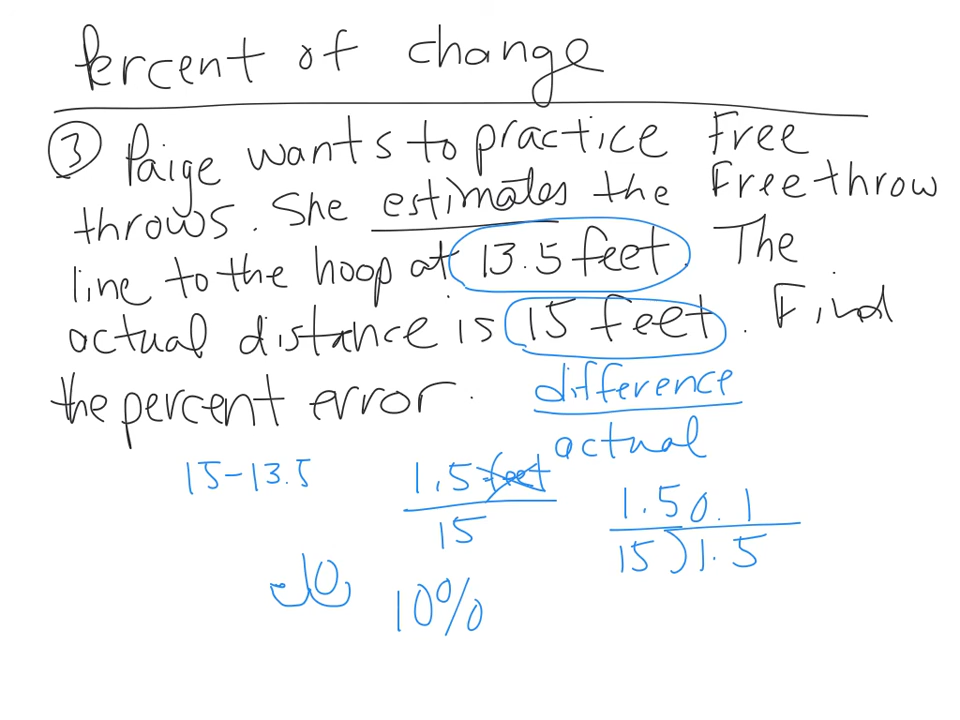 Percent of change
③ Paige wants to practice Free
throws. She estimates the Free throw
line to the hoop at 13.5 feet. The
actual distance is 15 feet. Find
the percent error.
difference
actual
15-13.5
1.5 feet
15
1.5 0.1
15)1.5
.10
10%